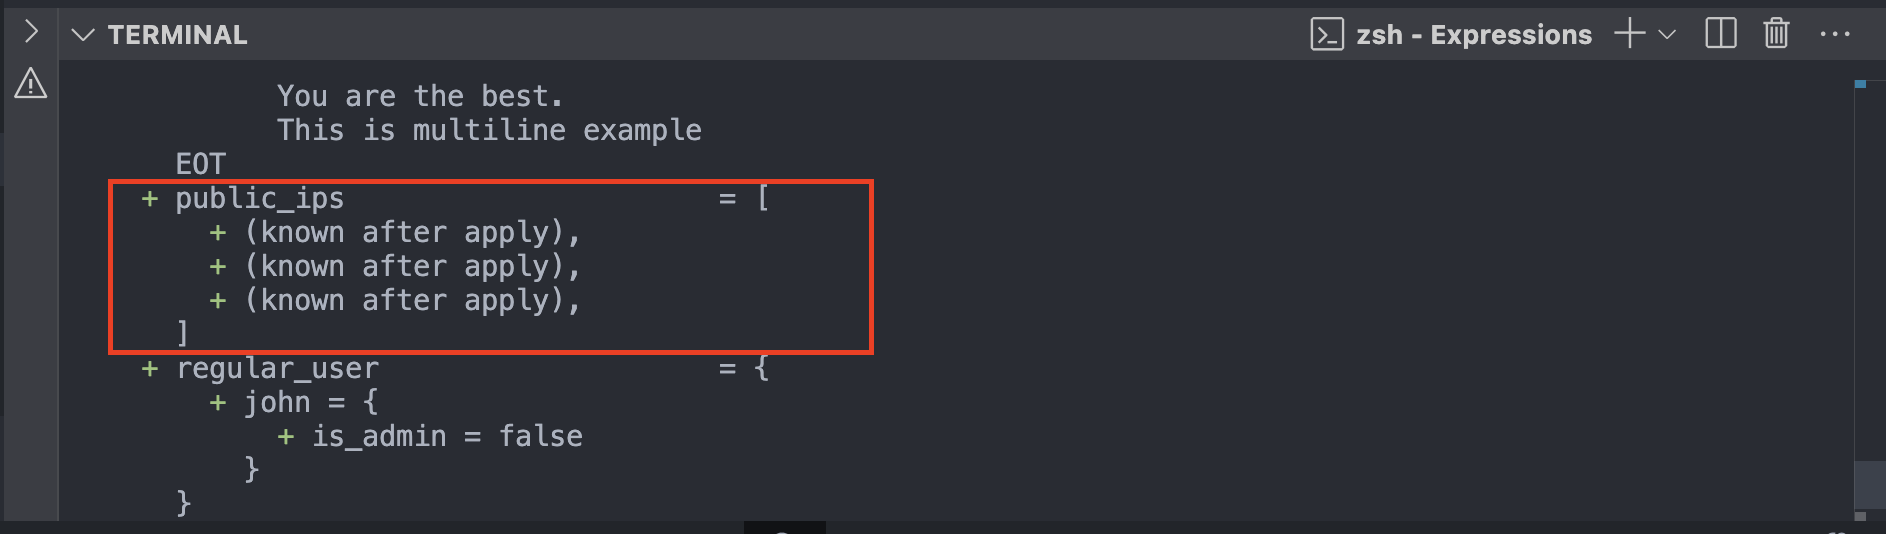 TERMINAL
zsh - Expressions
You are the best.
This is multiline example
EOT
+ public_ips = [
+ (known after apply),
+ (known after apply),
+ (known after apply),
]
+ regular_user = {
+ john = {
+ is_admin = false
}
}